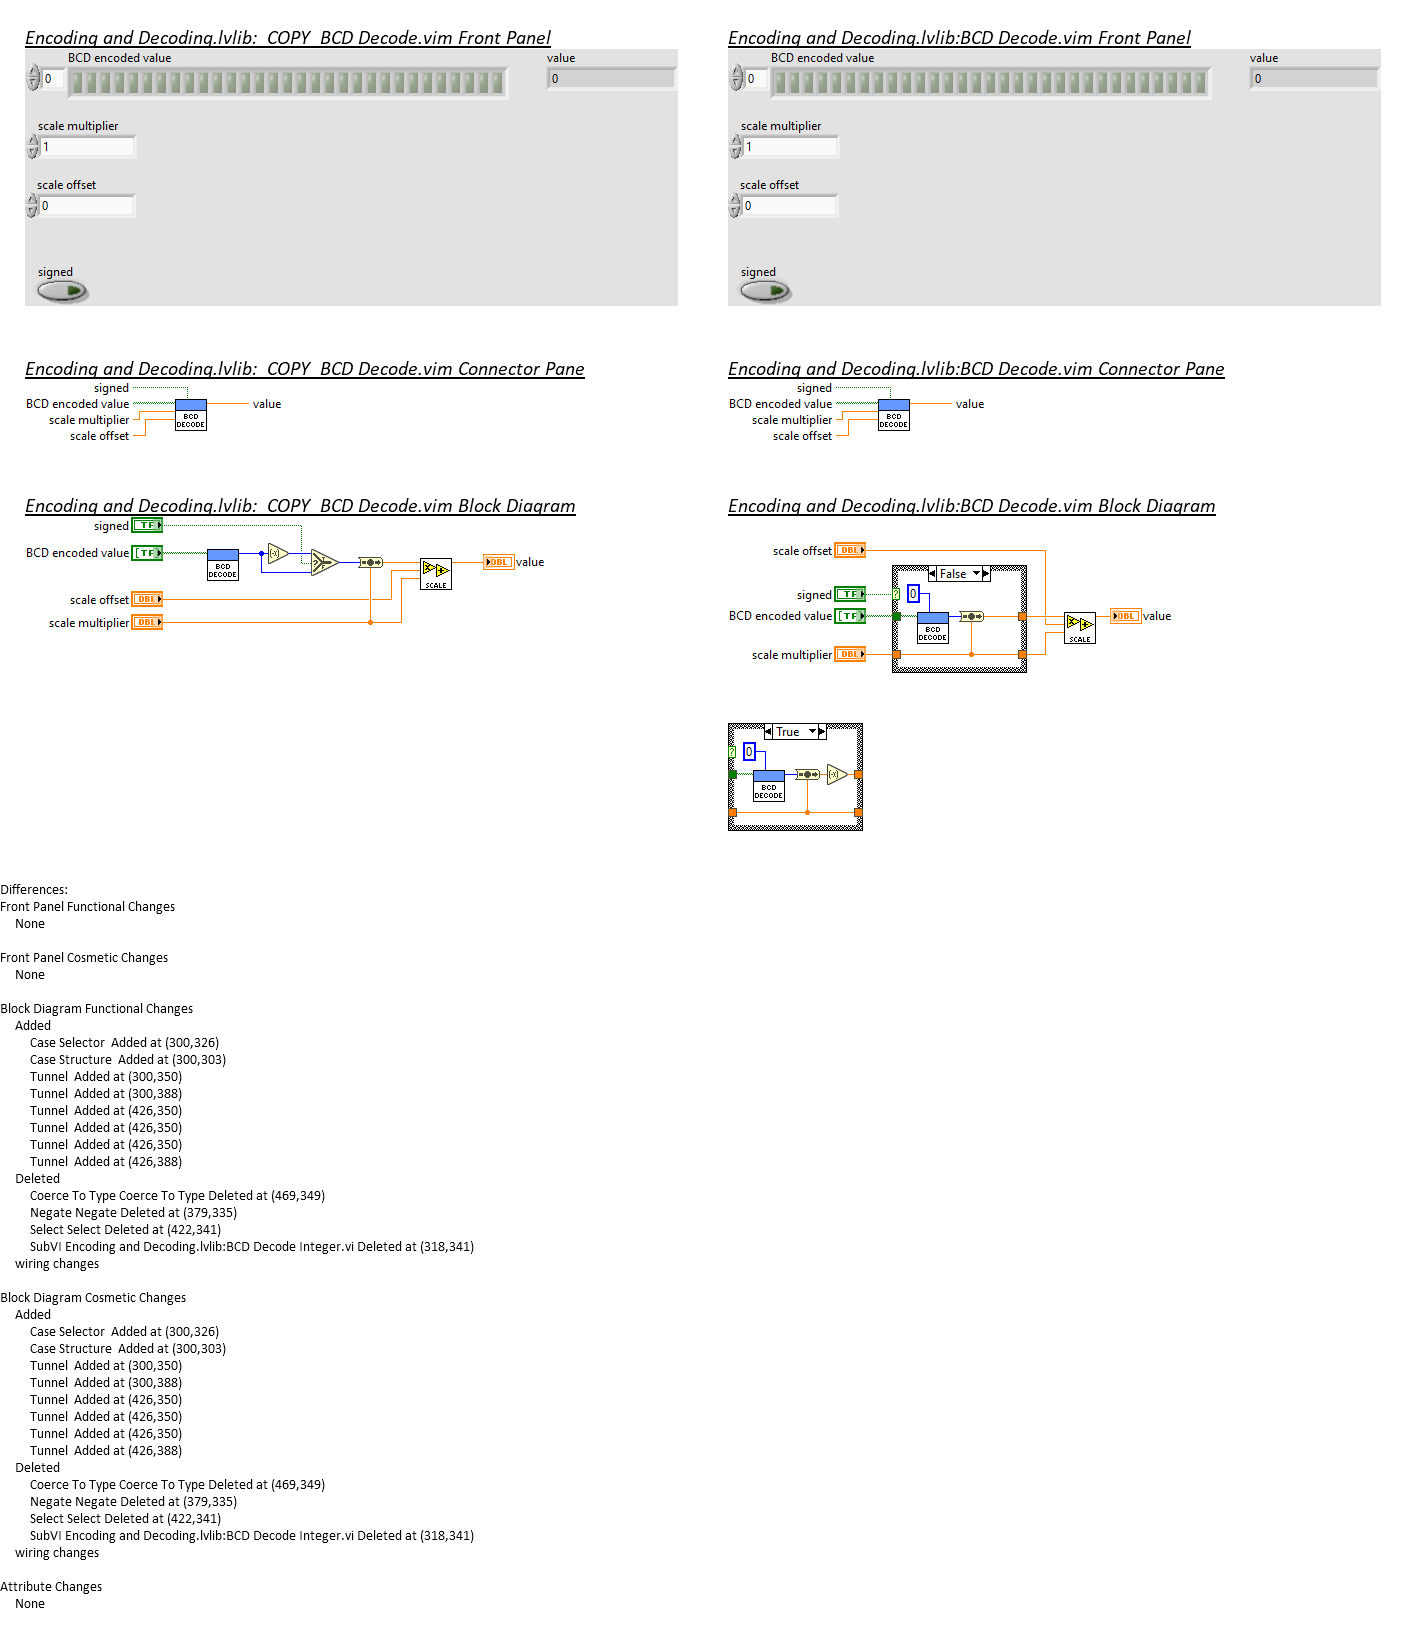 Encoding and Decoding.lvlib:_COPY_BCD Decode.vim Front Panel
BCD encoded value
value
0
0
scale multiplier
1
scale offset
0
signed
Encoding and Decoding.lvlib:BCD Decode.vim Front Panel
BCD encoded value
value
0
0
scale multiplier
1
scale offset
0
signed
Encoding and Decoding.lvlib:_COPY_BCD Decode.vim Connector Pane
signed
BCD encoded value
value
scale multiplier
scale offset
BCD
DECODE
Encoding and Decoding.lvlib:BCD Decode.vim Connector Pane
signed
BCD encoded value
value
scale multiplier
scale offset
BCD
DECODE
Encoding and Decoding.lvlib:_COPY_BCD Decode.vim Block Diagram
signed
TF
BCD encoded value
[TF]
BCD
DECODE
T
?
F
(-x)
SCALE
DBL
value
scale offset
DBL
scale multiplier
DBL
Encoding and Decoding.lvlib:BCD Decode.vim Block Diagram
scale offset
DBL
False
signed
TF
?
0
BCD encoded value
[TF]
BCD
DECODE
SCALE
DBL
value
scale multiplier
DBL
True
?
0
BCD
DECODE
(-x)
Differences:
Front Panel Functional Changes
None
Front Panel Cosmetic Changes
None
Block Diagram Functional Changes
Added
Case Selector  Added at (300,326)
Case Structure  Added at (300,303)
Tunnel  Added at (300,350)
Tunnel  Added at (300,388)
Tunnel  Added at (426,350)
Tunnel  Added at (426,350)
Tunnel  Added at (426,350)
Tunnel  Added at (426,388)
Deleted
Coerce To Type Coerce To Type Deleted at (469,349)
Negate Negate Deleted at (379,335)
Select Select Deleted at (422,341)
SubVI Encoding and Decoding.lvlib:BCD Decode Integer.vi Deleted at (318,341)
wiring changes
Block Diagram Cosmetic Changes
Added
Case Selector  Added at (300,326)
Case Structure  Added at (300,303)
Tunnel  Added at (300,350)
Tunnel  Added at (300,388)
Tunnel  Added at (426,350)
Tunnel  Added at (426,350)
Tunnel  Added at (426,350)
Tunnel  Added at (426,388)
Deleted
Coerce To Type Coerce To Type Deleted at (469,349)
Negate Negate Deleted at (379,335)
Select Select Deleted at (422,341)
SubVI Encoding and Decoding.lvlib:BCD Decode Integer.vi Deleted at (318,341)
wiring changes
Attribute Changes
None